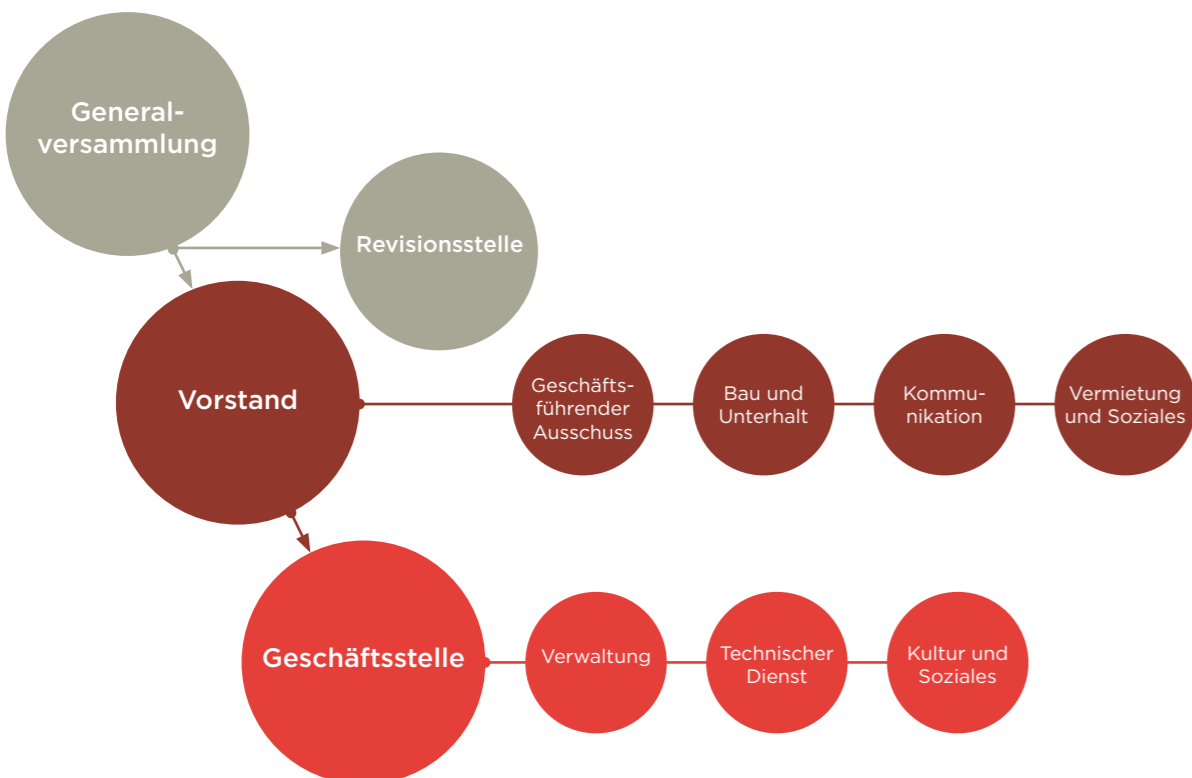 General-
versammlung
Revisionsstelle
Vorstand
Geschäfts-
führender
Ausschuss
Bau und
Unterhalt
Kommu-
nikation
Vermietung
und Soziales
Geschäftsstelle
Verwaltung
Technischer
Dienst
Kultur und
Soziales